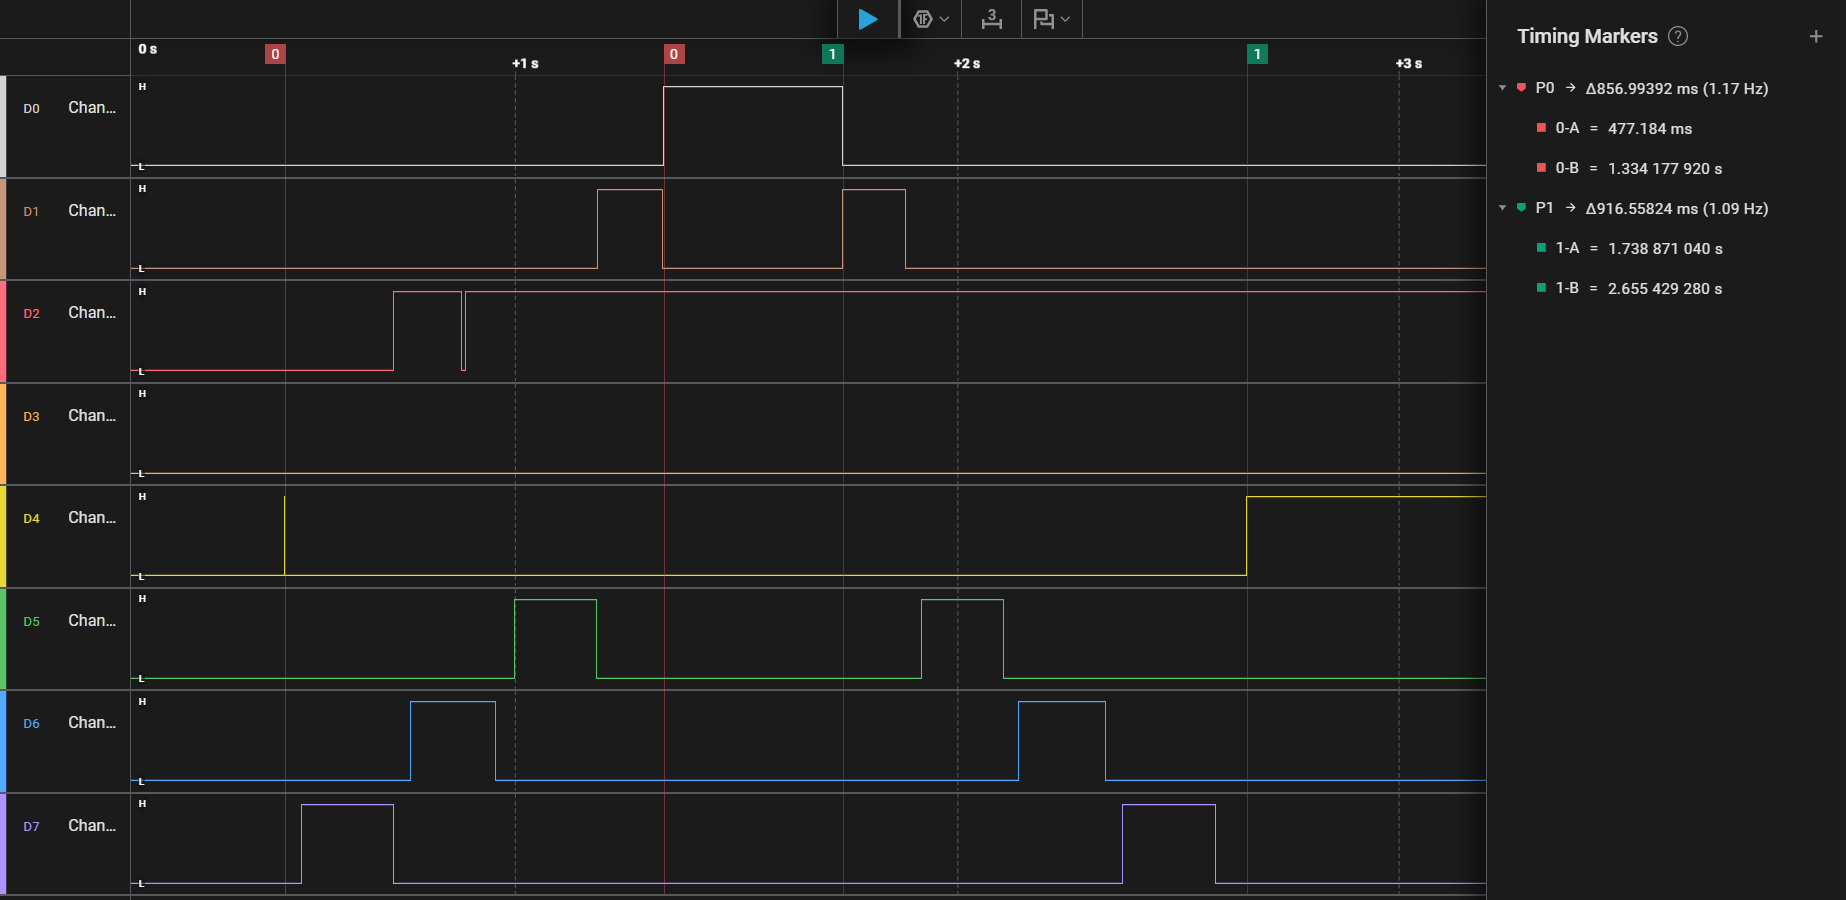 1F 3
Timing Markers ? +
0 s 0 0 1 1
+1 s +2 s +3 s
P0 → Δ856.99392 ms (1.17 Hz)
0-A = 477.184 ms
0-B = 1.334 177 920 s
P1 → Δ916.55824 ms (1.09 Hz)
1-A = 1.738 871 040 s
1-B = 2.655 429 280 s
H
D0 Chan...
L
H
D1 Chan...
L
H
D2 Chan...
L
H
D3 Chan...
L
H
D4 Chan...
L
H
D5 Chan...
L
H
D6 Chan...
L
H
D7 Chan...
L